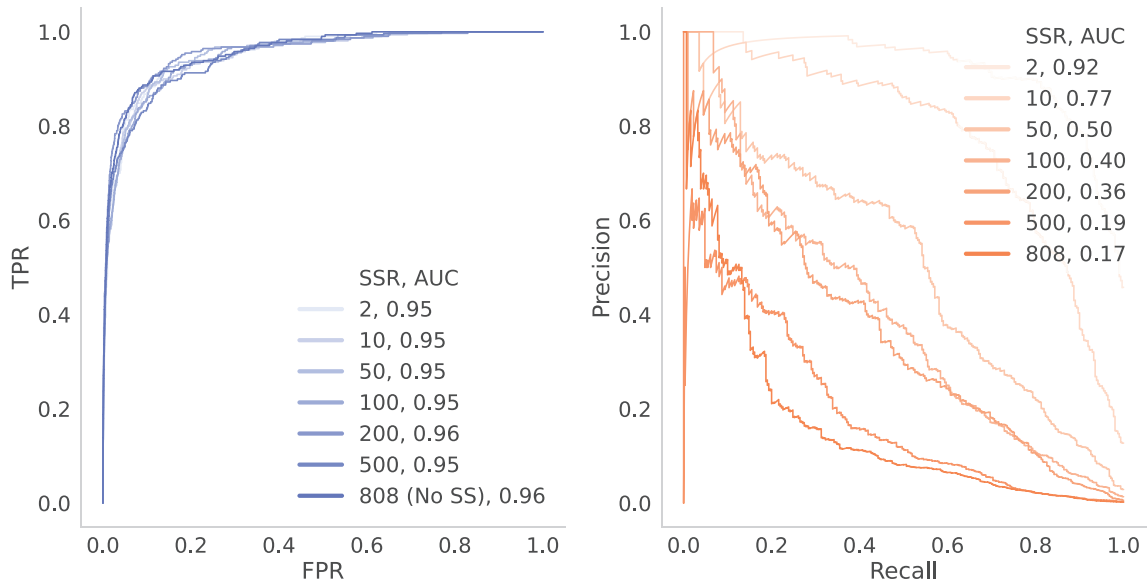 1.0
0.8
0.6
0.4
0.2
0.0
TPR
0.0 0.2 0.4 0.6 0.8 1.0
FPR
SSR, AUC
2, 0.95
10, 0.95
50, 0.95
100, 0.95
200, 0.96
500, 0.95
808 (No SS), 0.96
1.0
0.8
0.6
0.4
0.2
0.0
Precision
0.0 0.2 0.4 0.6 0.8 1.0
Recall
SSR, AUC
2, 0.92
10, 0.77
50, 0.50
100, 0.40
200, 0.36
500, 0.19
808, 0.17